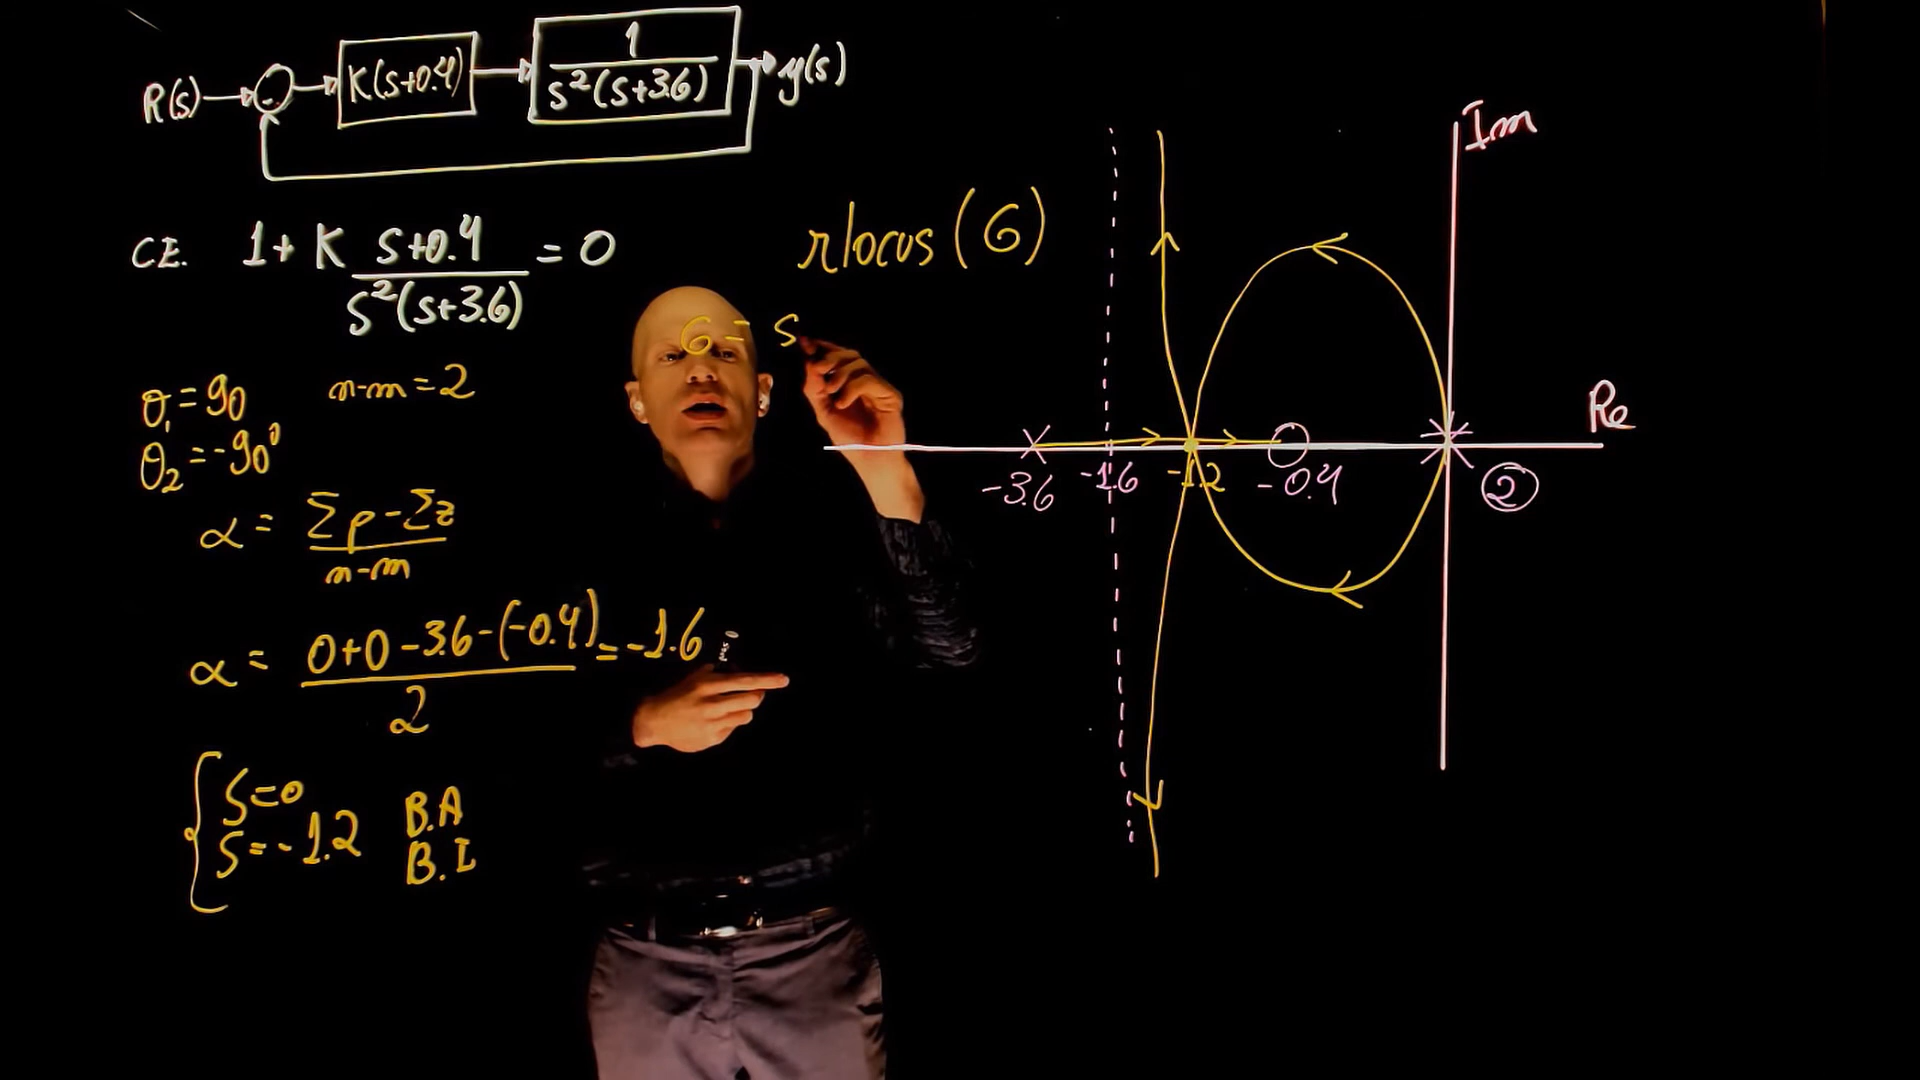 R(s) - K(s+0.4) 1/(s²(s+3.6)) y(s)
C.E. 1 + K (s+0.4)/(s²(s+3.6)) = 0
rlocus(G)
G = s
θ₁ = 90 n-m = 2
θ₂ = -90⁰
α = (Σp - Σz)/(n-m)
α = (0+0-3.6-(-0.4))/2 = -1.6
{ s=0 B.A
s=-1.2 B.I
Im
Re
-3.6 -1.6 -1.2 -0.4 ②